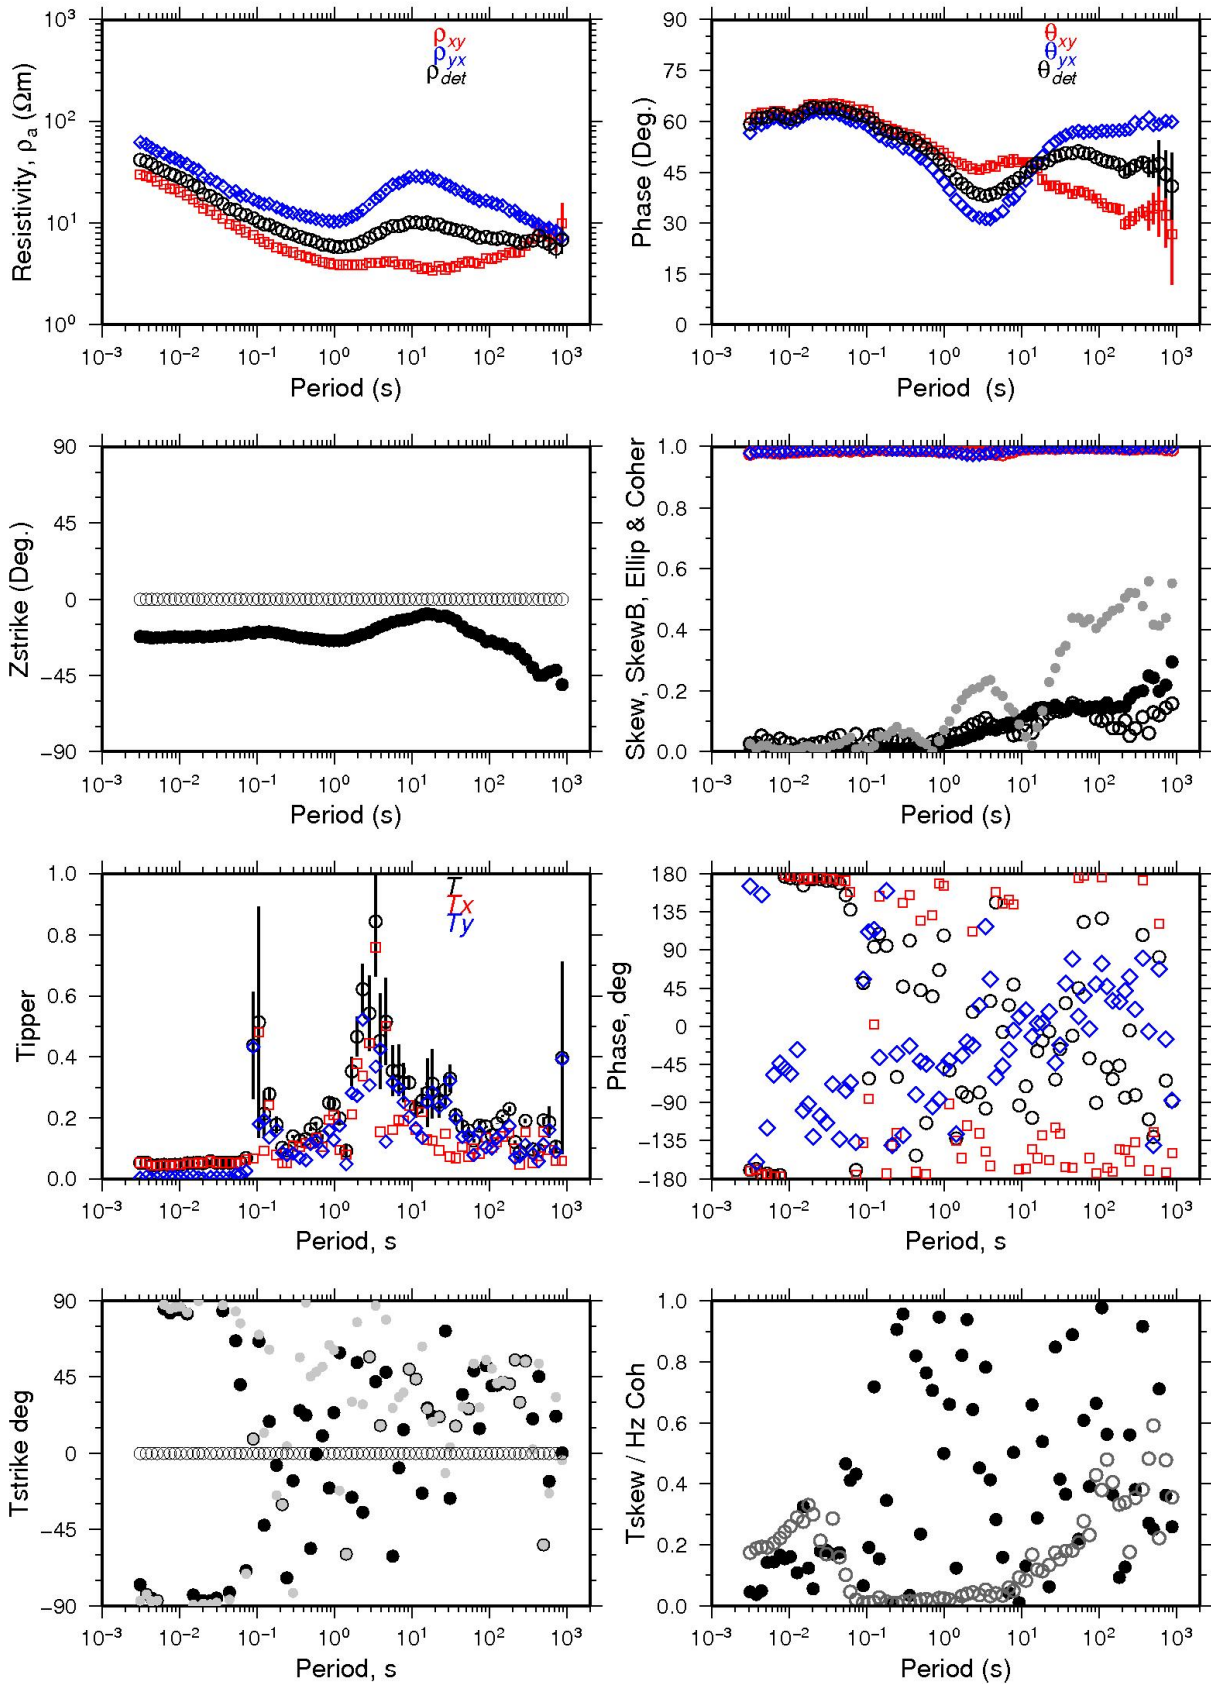 10³
10²
10¹
10⁰
Resistivity, ρₐ (Ωm)
ρxy
ρyx
ρdet
10⁻³ 10⁻² 10⁻¹ 10⁰ 10¹ 10² 10³
Period (s)
90
75
60
45
30
15
0
Phase (Deg.)
θxy
θyx
θdet
10⁻³ 10⁻² 10⁻¹ 10⁰ 10¹ 10² 10³
Period (s)
90
45
0
−45
−90
Zstrike (Deg.)
10⁻³ 10⁻² 10⁻¹ 10⁰ 10¹ 10² 10³
Period (s)
1.0
0.8
0.6
0.4
0.2
0.0
Skew, SkewB, Ellip & Coher
10⁻³ 10⁻² 10⁻¹ 10⁰ 10¹ 10² 10³
Period (s)
1.0
0.8
0.6
0.4
0.2
0.0
Tipper
T
Tx
Ty
10⁻³ 10⁻² 10⁻¹ 10⁰ 10¹ 10² 10³
Period, s
180
135
90
45
0
−45
−90
−135
−180
Phase, deg
10⁻³ 10⁻² 10⁻¹ 10⁰ 10¹ 10² 10³
Period, s
90
45
0
−45
−90
Tstrike deg
10⁻³ 10⁻² 10⁻¹ 10⁰ 10¹ 10² 10³
Period, s
1.0
0.8
0.6
0.4
0.2
0.0
Tskew / Hz Coh
10⁻³ 10⁻² 10⁻¹ 10⁰ 10¹ 10² 10³
Period (s)